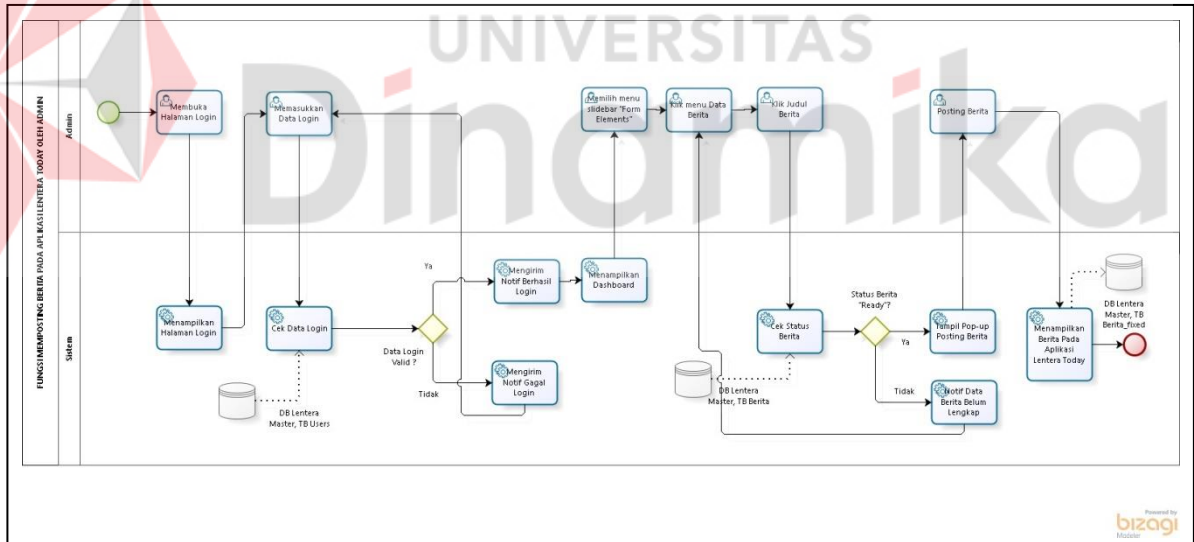 UNIVERSITAS
Dinamika
FUNGSI MEMPOSTING BERITA PADA APLIKASI LENTERA TODAY OLEH ADMIN
Admin
Membuka
Halaman Login
Memasukkan
Data Login
Memilih menu
slidebar "Form
Elements"
Klik menu Data
Berita
Klik Judul
Berita
Posting Berita
Sistem
Menampilkan
Halaman Login
Cek Data Login
DB Lentera
Master, TB Users
Data Login
Valid ?
Ya
Tidak
Mengirim
Notif Berhasil
Login
Mengirim
Notif Gagal
Login
Menampilkan
Dashboard
DB Lentera
Master, TB Berita
Cek Status
Berita
Status Berita
"Ready"?
Ya
Tidak
Tampil Pop-up
Posting Berita
Notif Data
Berita Belum
Lengkap
Menampilkan
Berita Pada
Aplikasi
Lentera Today
DB Lentera
Master, TB
Berita_fixed
Powered by
bizagi
Modeler